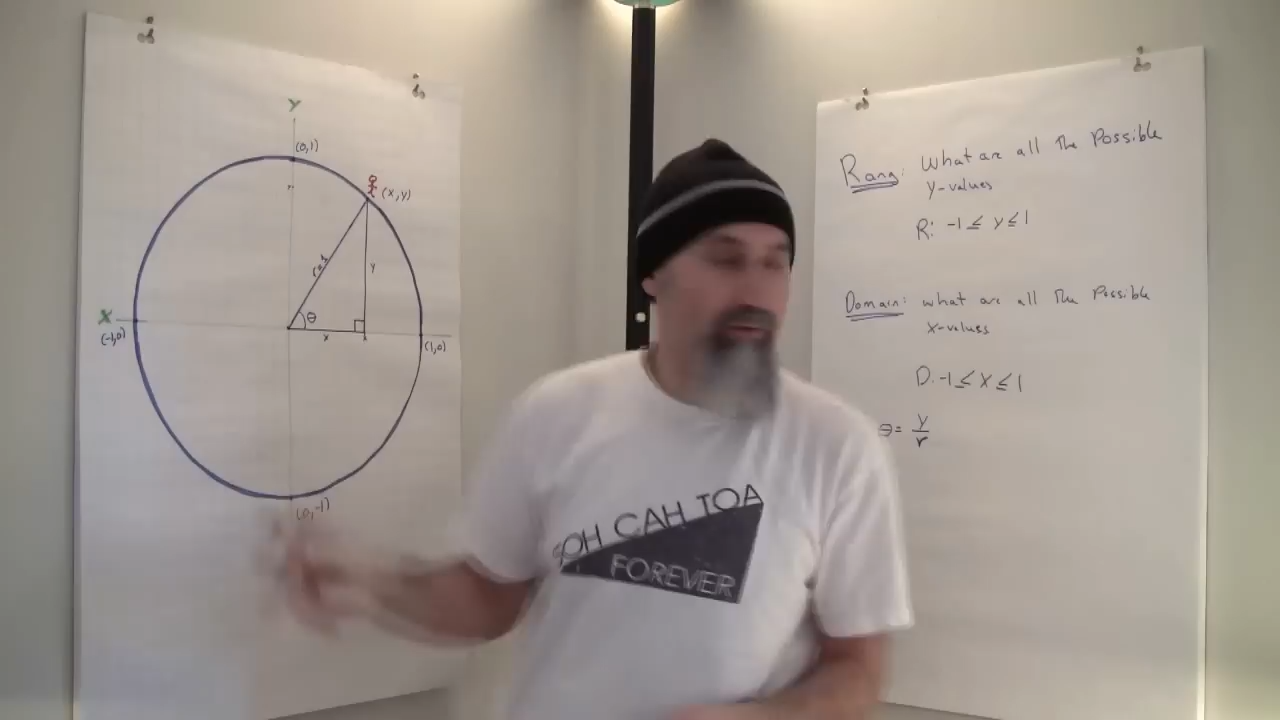 Y
(0,1)
(x,y)
r=1
y
θ
X
x
(-1,0)
(1,0)
(0,-1)
SOH CAH TOA
FOREVER
Rang: What are all the Possible
y-values
R: -1 ≤ y ≤ 1
Domain: what are all the Possible
x-values
D: -1 ≤ x ≤ 1
θ = y/r